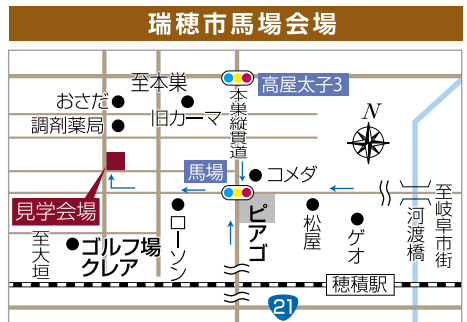 瑞穂市馬場会場
至本巣
高屋太子3
おさだ
旧カーマ
調剤薬局
本巣縦貫道
N
馬場
コメダ
見学会場
至大垣
ゴルフ場
クレア
ローソン
ピアゴ
松屋
ゲオ
河渡橋
至岐阜市街
穂積駅
21